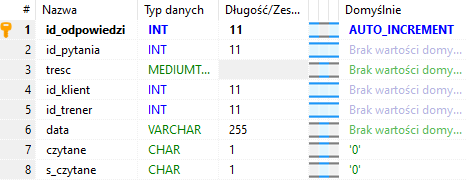 # Nazwa Typ danych Długość/Zes... Domyślnie
1 id_odpowiedzi INT 11 AUTO_INCREMENT
2 id_pytania INT 11 Brak wartości domy...
3 tresc MEDIUMT... Brak wartości domy...
4 id_klient INT 11 Brak wartości domy...
5 id_trener INT 11 Brak wartości domy...
6 data VARCHAR 255 Brak wartości domy...
7 czytane CHAR 1 '0'
8 s_czytane CHAR 1 '0'